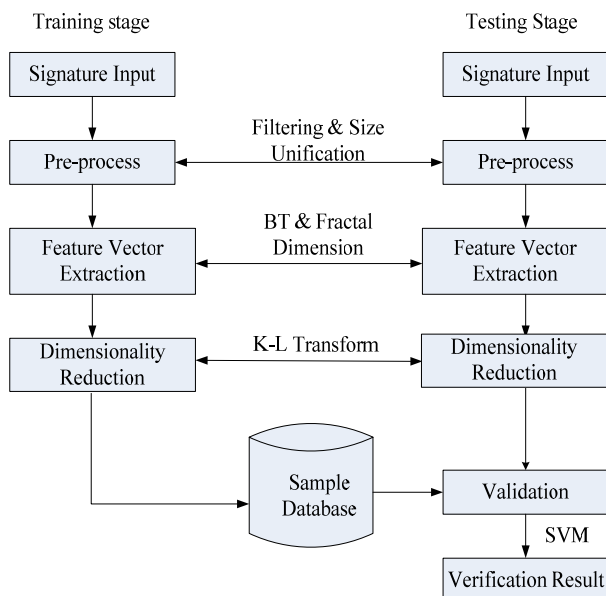 Training stage
Testing Stage
Signature Input
Signature Input
Filtering & Size
Unification
Pre-process
Pre-process
BT & Fractal
Dimension
Feature Vector
Extraction
Feature Vector
Extraction
K-L Transform
Dimensionality
Reduction
Dimensionality
Reduction
Sample
Database
Validation
SVM
Verification Result